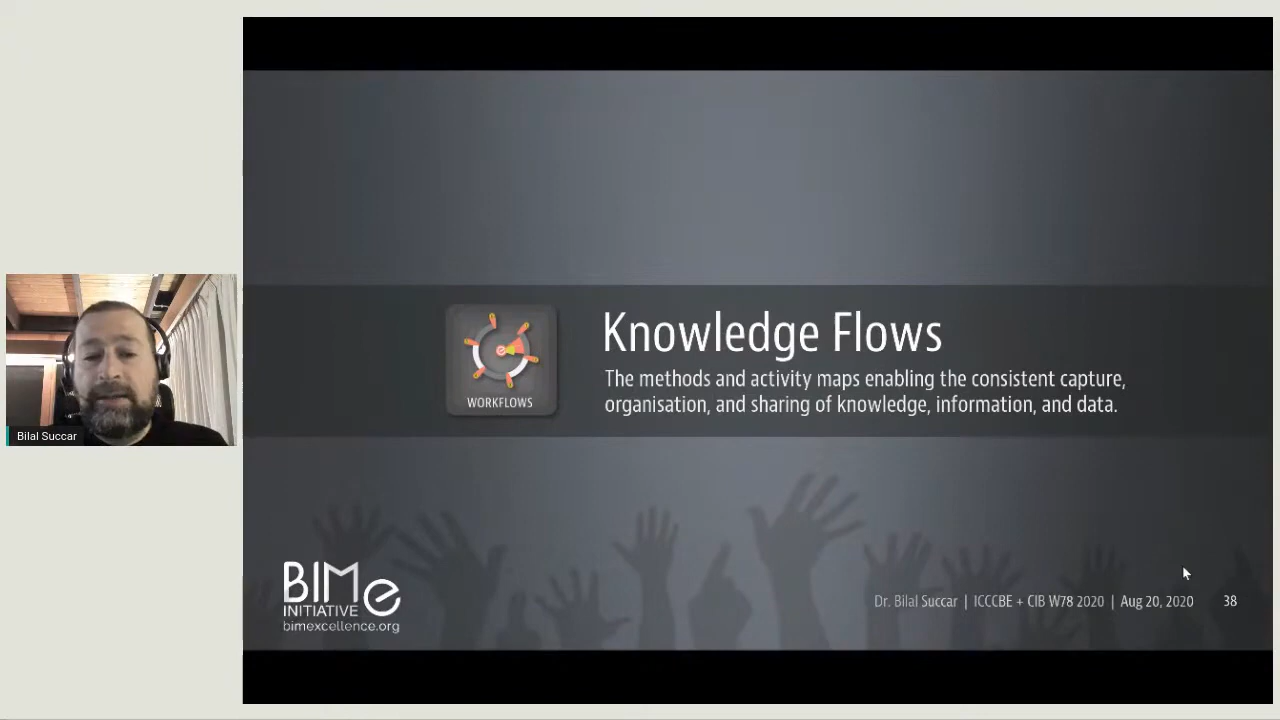 Knowledge Flows
The methods and activity maps enabling the consistent capture,
organisation, and sharing of knowledge, information, and data.
WORKFLOWS
Bilal Succar
BIMe
INITIATIVE
bimexcellence.org
Dr. Bilal Succar | ICCCBE + CIB W78 2020 | Aug 20, 2020 38